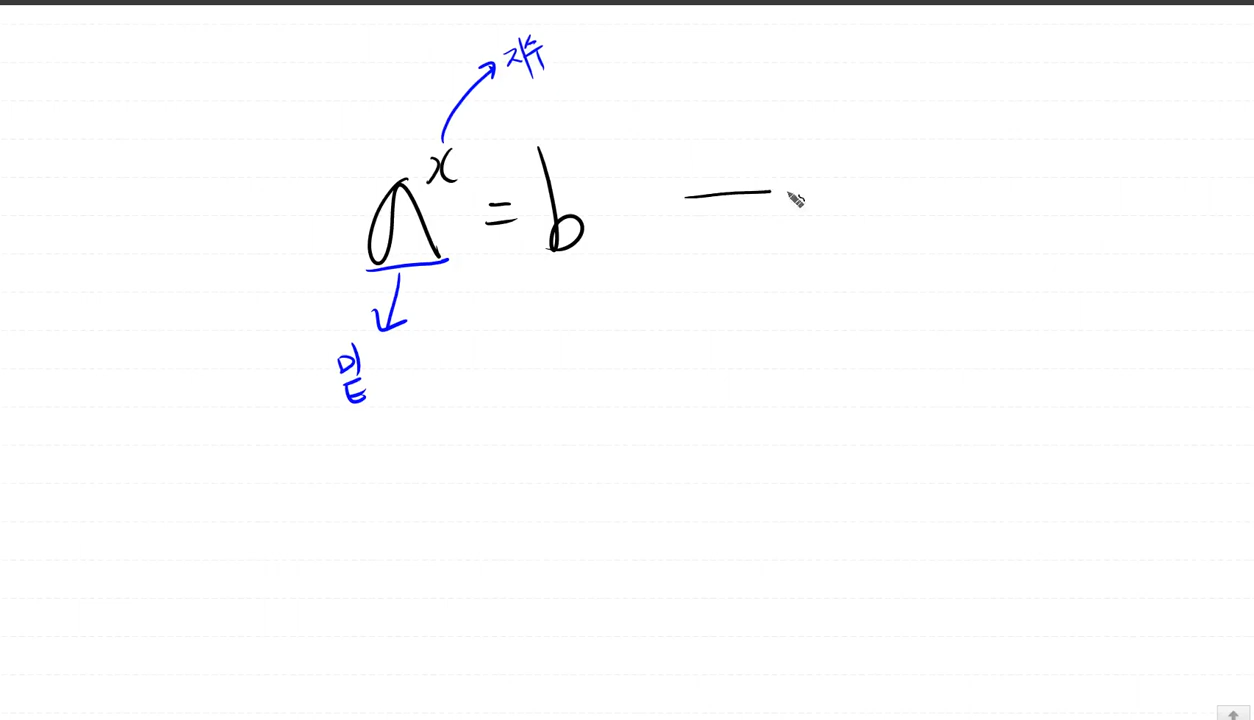 지수
a^x = b
밑